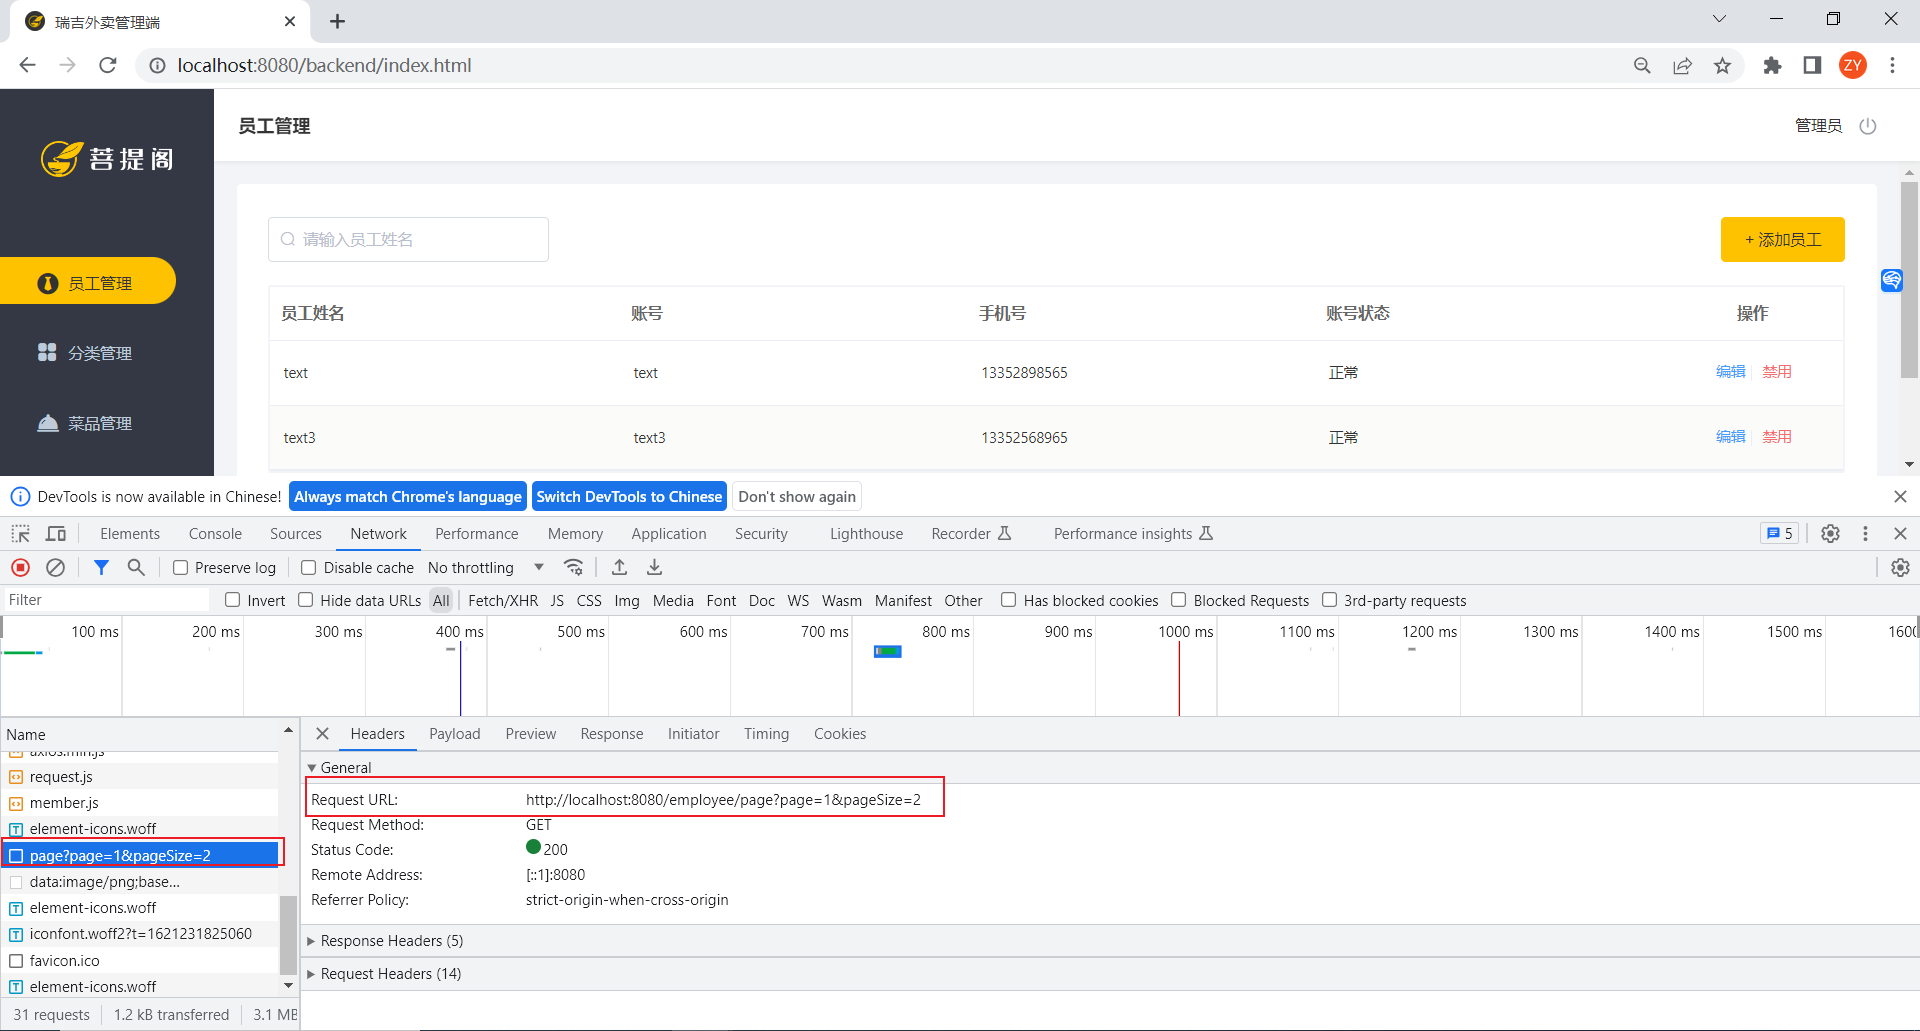 瑞吉外卖管理端
localhost:8080/backend/index.html
ZY
菩提阁
员工管理
管理员
请输入员工姓名
+ 添加员工
员工管理
分类管理
菜品管理
员工姓名 账号 手机号 账号状态 操作
text text 13352898565 正常 编辑 禁用
text3 text3 13352568965 正常 编辑 禁用
DevTools is now available in Chinese! Always match Chrome's language Switch DevTools to Chinese Don't show again
Elements Console Sources Network Performance Memory Application Security Lighthouse Recorder Performance insights 5
Preserve log Disable cache No throttling
Filter Invert Hide data URLs All Fetch/XHR JS CSS Img Media Font Doc WS Wasm Manifest Other Has blocked cookies Blocked Requests 3rd-party requests
100 ms 200 ms 300 ms 400 ms 500 ms 600 ms 700 ms 800 ms 900 ms 1000 ms 1100 ms 1200 ms 1300 ms 1400 ms 1500 ms 1600
Name
axios.min.js
request.js
member.js
element-icons.woff
page?page=1&pageSize=2
data:image/png;base...
element-icons.woff
iconfont.woff2?t=1621231825060
favicon.ico
element-icons.woff
31 requests 1.2 kB transferred 3.1 MB
Headers Payload Preview Response Initiator Timing Cookies
General
Request URL: http://localhost:8080/employee/page?page=1&pageSize=2
Request Method: GET
Status Code: 200
Remote Address: [::1]:8080
Referrer Policy: strict-origin-when-cross-origin
Response Headers (5)
Request Headers (14)